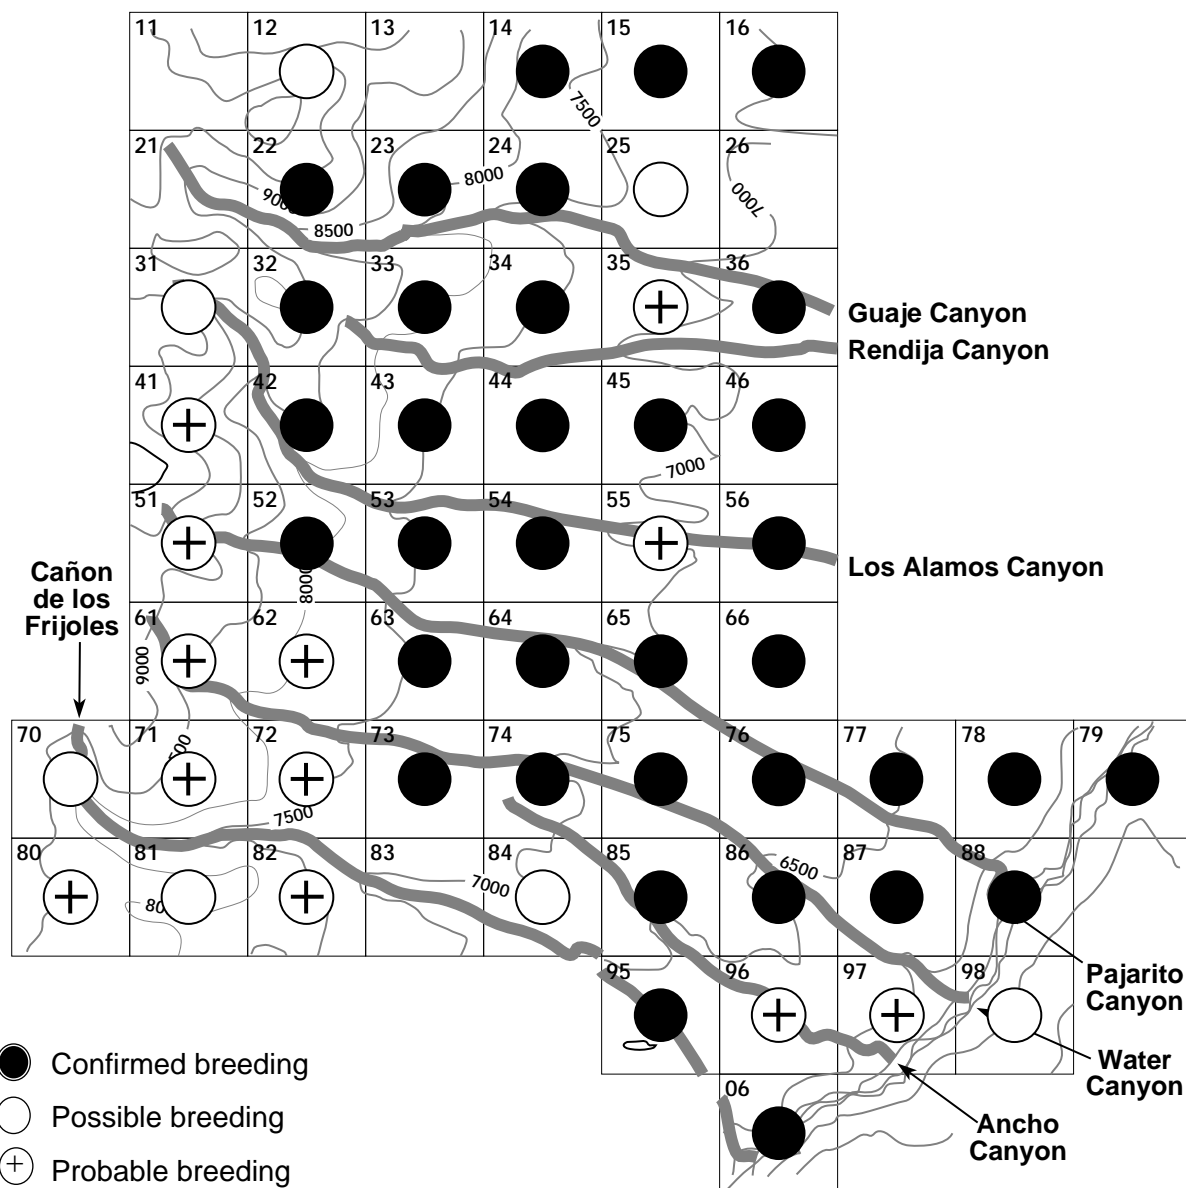 11 12 13 14 15 16
7500
21 22 23 24 25 26
8000
7000
8500
31 32 33 34 35 36
Guaje Canyon
Rendija Canyon
41 42 43 44 45 46
7000
51 52 53 54 55 56
Los Alamos Canyon
Cañon
de los
Frijoles
8000
61 62 63 64 65 66
9000
70 71 72 73 74 75 76 77 78 79
7500
80 81 82 83 84 85 86 87 88
6500
7000
95 96 97 98
Pajarito
Canyon
Water
Canyon
06
Ancho
Canyon
Confirmed breeding
Possible breeding
Probable breeding